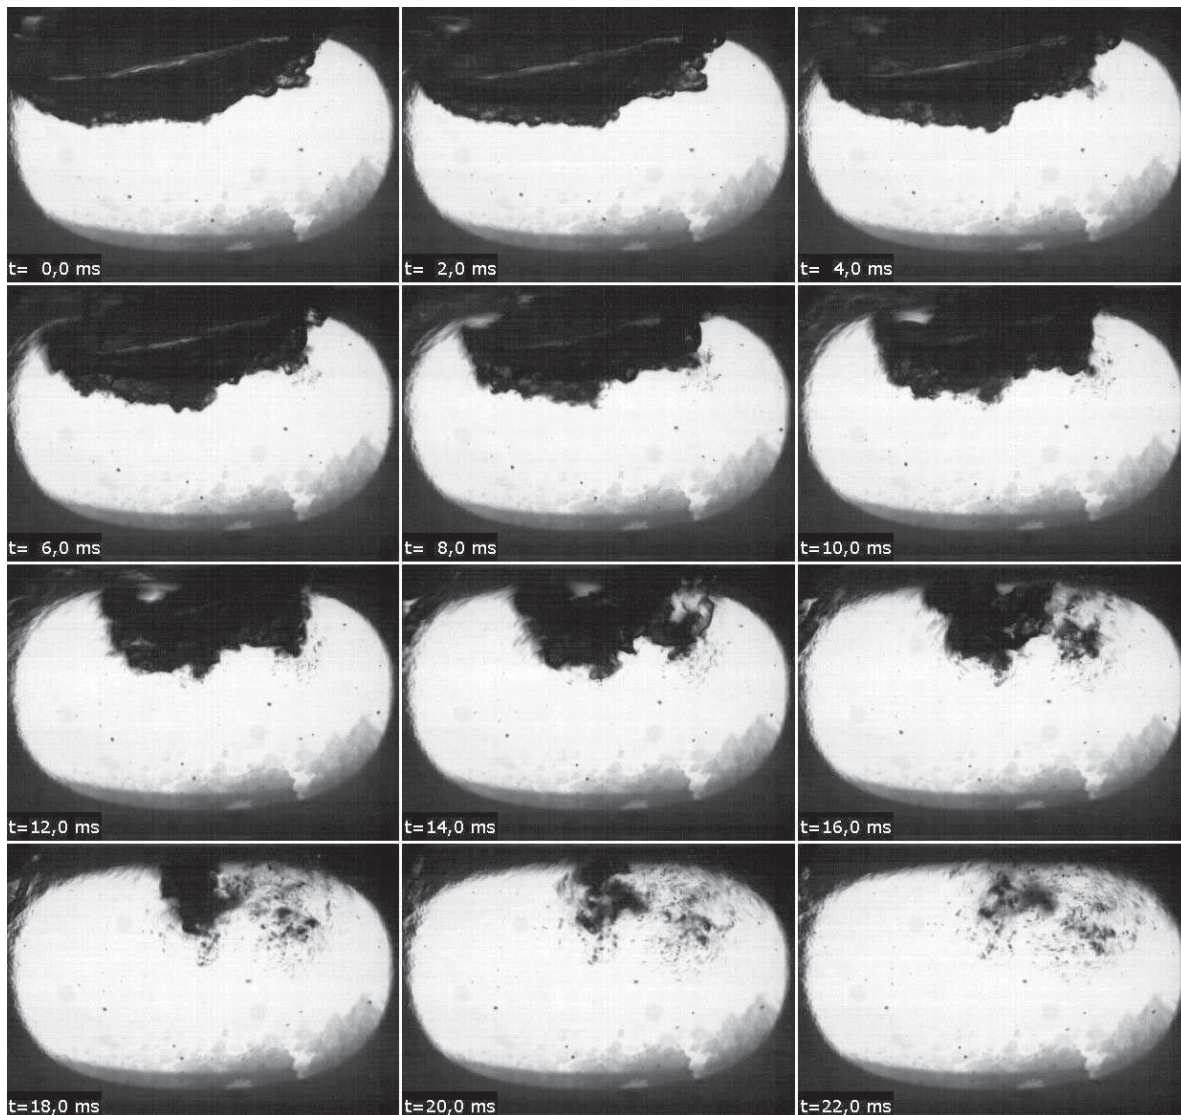 t=  0,0 ms
t=  2,0 ms
t=  4,0 ms
t=  6,0 ms
t=  8,0 ms
t=10,0 ms
t=12,0 ms
t=14,0 ms
t=16,0 ms
t=18,0 ms
t=20,0 ms
t=22,0 ms